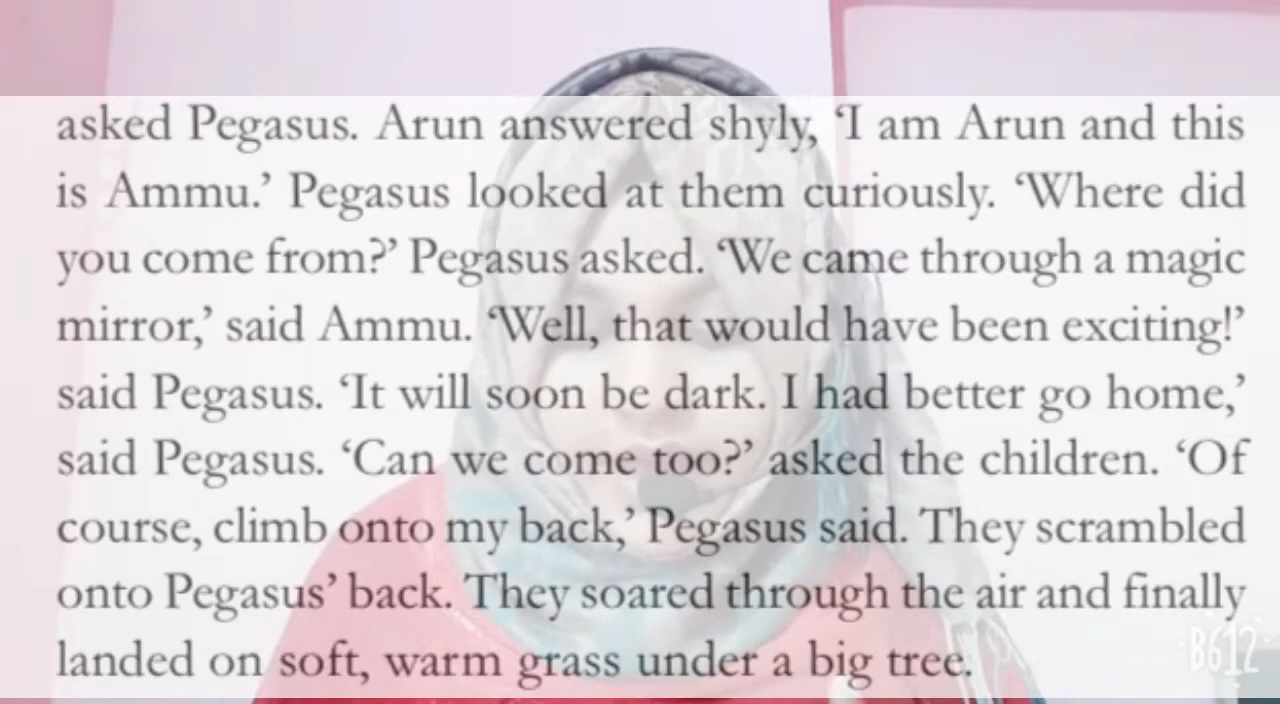 asked Pegasus. Arun answered shyly, ‘I am Arun and this
is Ammu.’ Pegasus looked at them curiously. ‘Where did
you come from?’ Pegasus asked. ‘We came through a magic
mirror,’ said Ammu. ‘Well, that would have been exciting!’
said Pegasus. ‘It will soon be dark. I had better go home,’
said Pegasus. ‘Can we come too?’ asked the children. ‘Of
course, climb onto my back,’ Pegasus said. They scrambled
onto Pegasus’ back. They soared through the air and finally
landed on soft, warm grass under a big tree.
B612